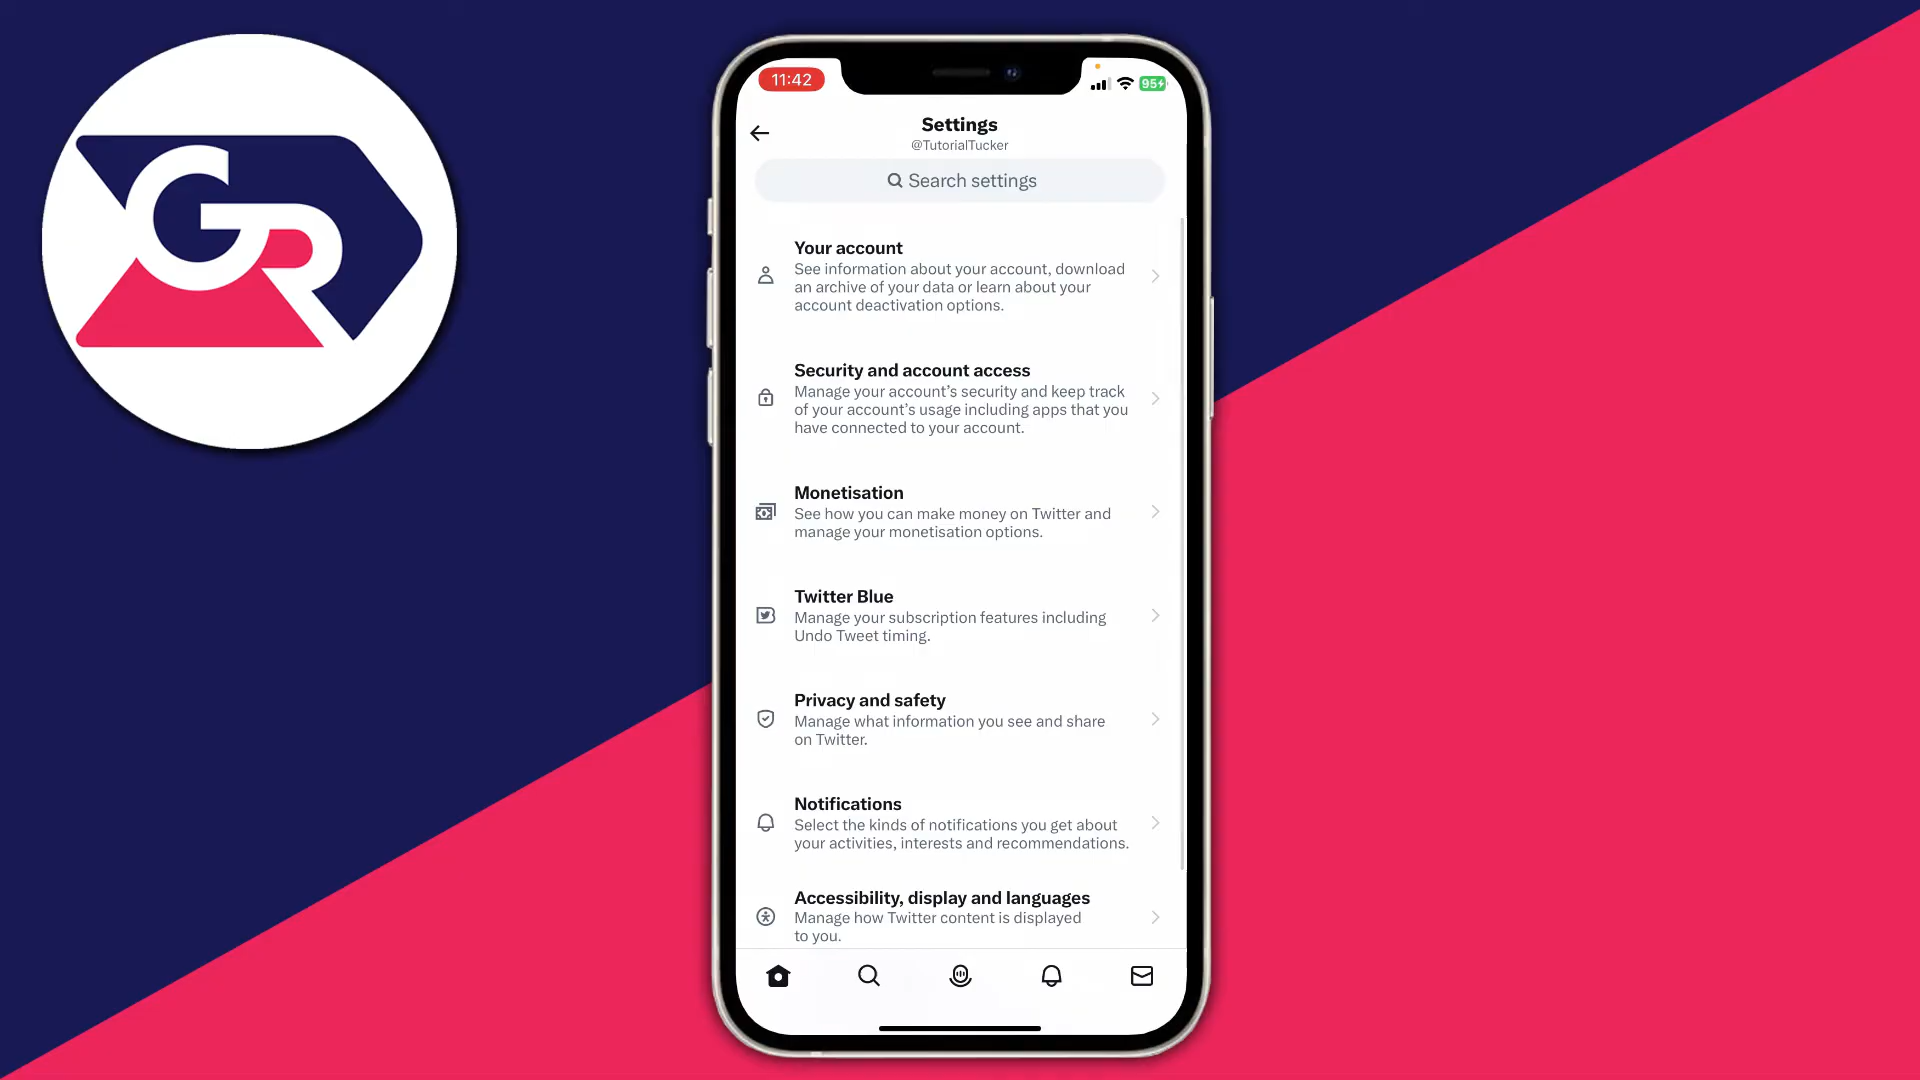 GR
11:42
95
Settings
@TutorialTucker
Search settings
Your account
See information about your account, download
an archive of your data or learn about your
account deactivation options.
Security and account access
Manage your account’s security and keep track
of your account’s usage including apps that you
have connected to your account.
Monetisation
See how you can make money on Twitter and
manage your monetisation options.
Twitter Blue
Manage your subscription features including
Undo Tweet timing.
Privacy and safety
Manage what information you see and share
on Twitter.
Notifications
Select the kinds of notifications you get about
your activities, interests and recommendations.
Accessibility, display and languages
Manage how Twitter content is displayed
to you.